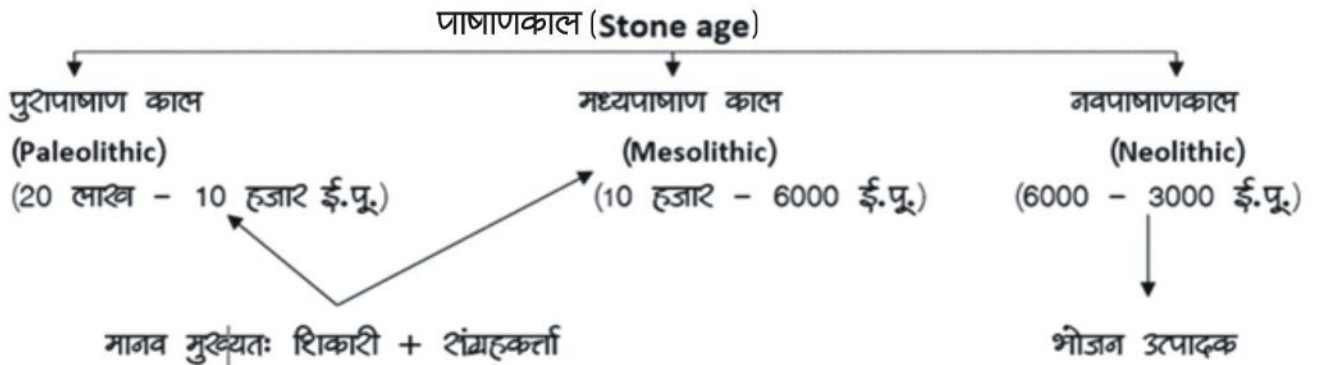 पाषाणकाल (Stone age)
पुरापाषाण काल
(Paleolithic)
(20 लाख - 10 हजार ई.पू.)
मध्यपाषाण काल
(Mesolithic)
(10 हजार - 6000 ई.पू.)
नवपाषाणकाल
(Neolithic)
(6000 - 3000 ई.पू.)
मानव मुख्यतः शिकारी + संग्रहकर्त्ता
भोजन उत्पादक